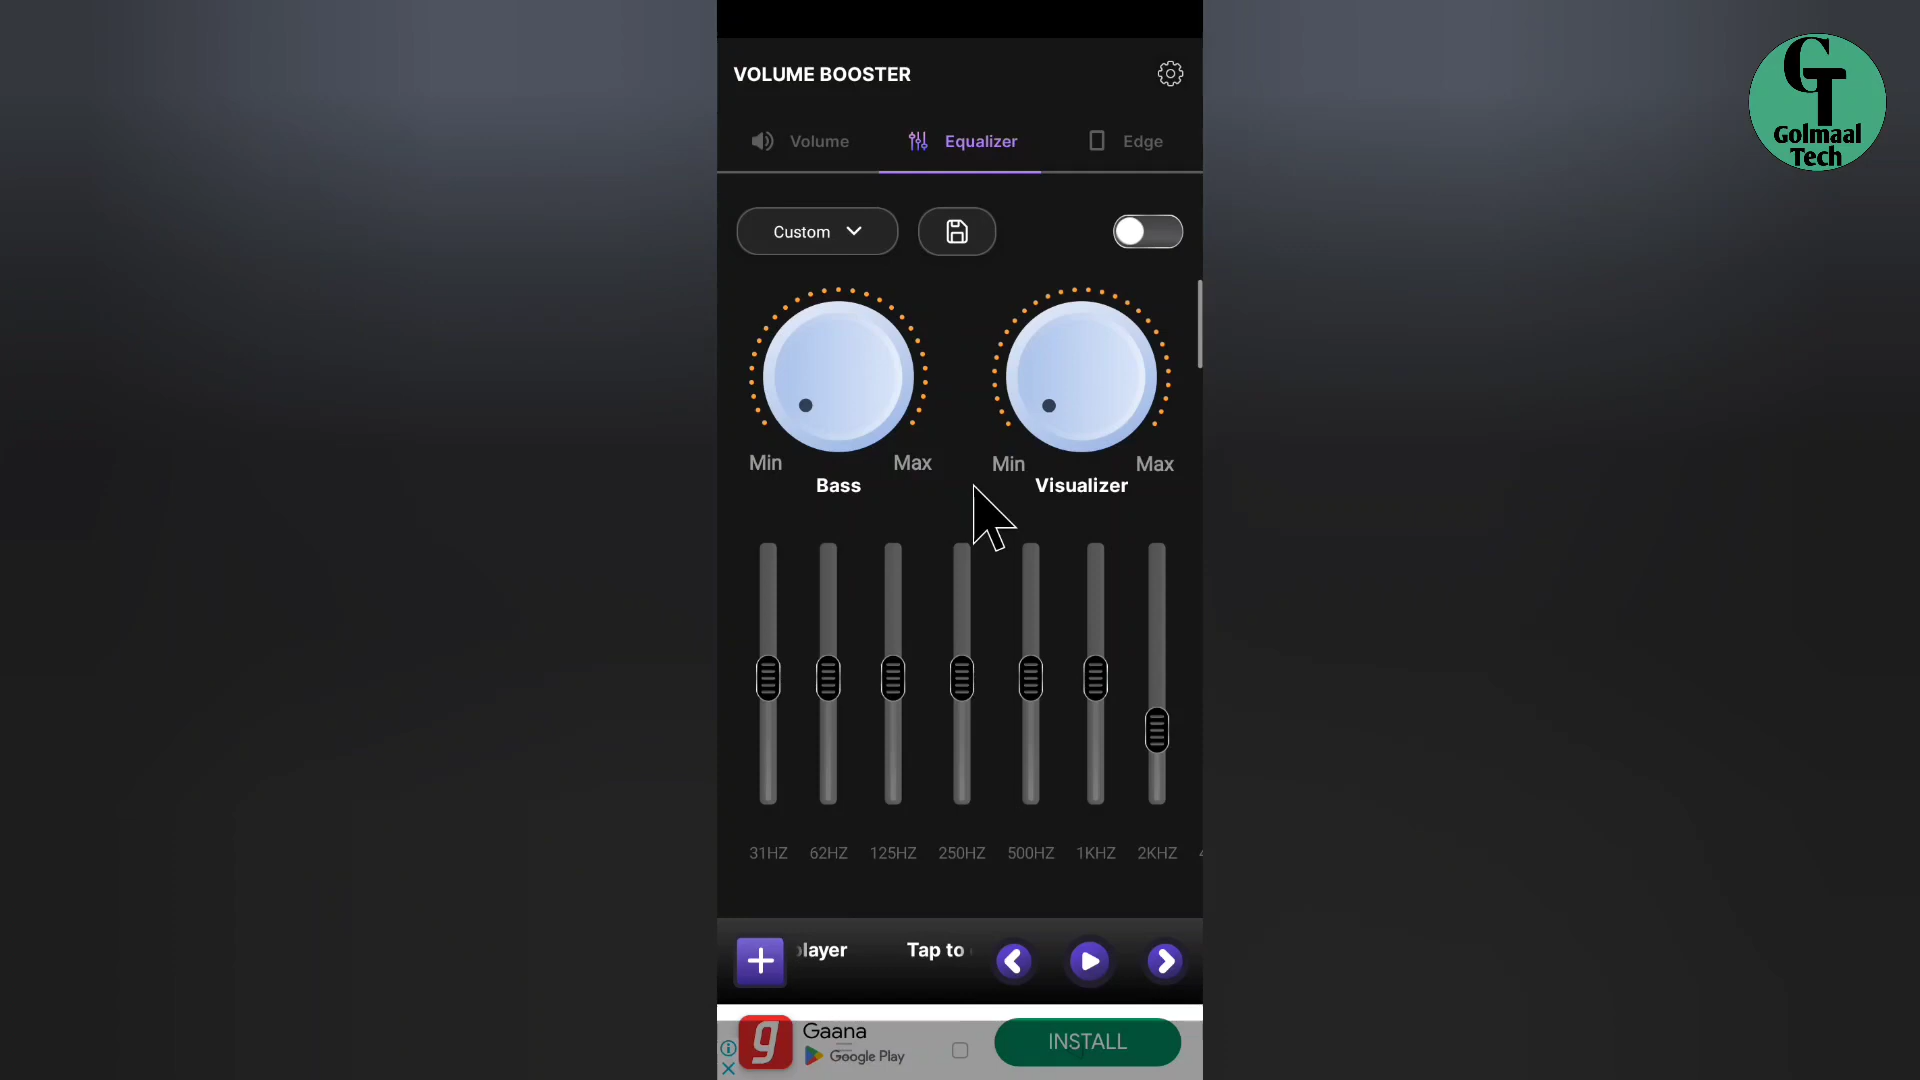 VOLUME BOOSTER
Volume Equalizer Edge
GT
Golmaal
Tech
Custom
Min Max Min Max
Bass Visualizer
31HZ 62HZ 125HZ 250HZ 500HZ 1KHZ 2KHZ
layer Tap to
g Gaana
Google Play
INSTALL